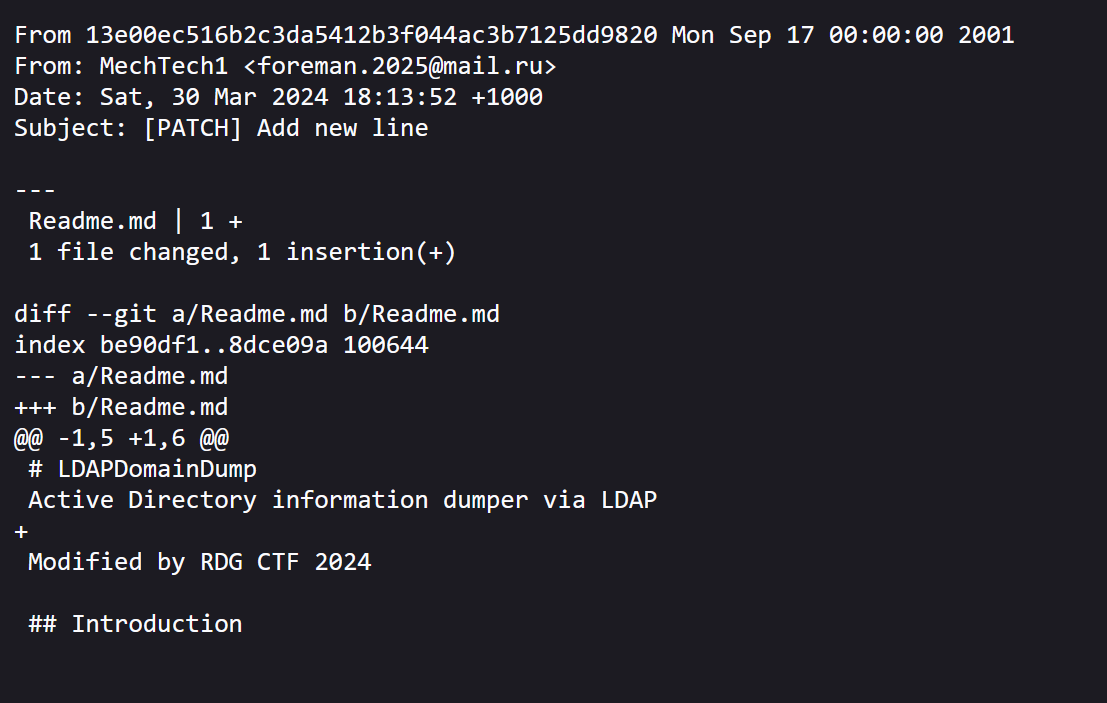 From 13e00ec516b2c3da5412b3f044ac3b7125dd9820 Mon Sep 17 00:00:00 2001
From: MechTech1 <foreman.2025@mail.ru>
Date: Sat, 30 Mar 2024 18:13:52 +1000
Subject: [PATCH] Add new line

---
 Readme.md | 1 +
 1 file changed, 1 insertion(+)

diff --git a/Readme.md b/Readme.md
index be90df1..8dce09a 100644
--- a/Readme.md
+++ b/Readme.md
@@ -1,5 +1,6 @@
 # LDAPDomainDump
 Active Directory information dumper via LDAP
+
 Modified by RDG CTF 2024

 ## Introduction